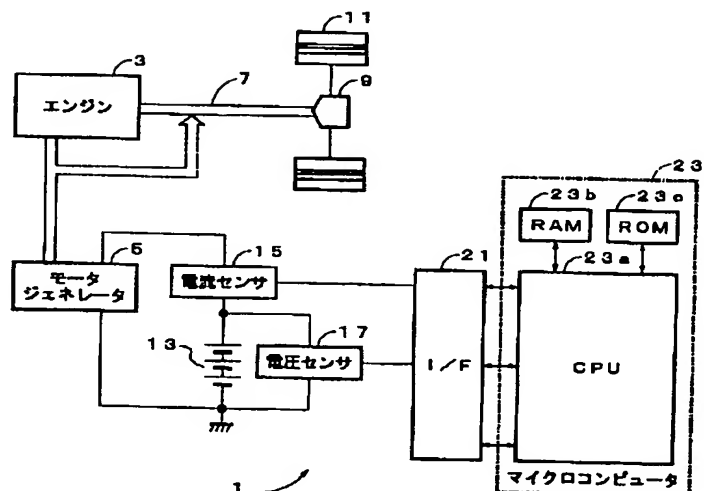 11
3
7
9
エンジン
23
23b
23c
RAM
ROM
5
15
21
23a
モータ
ジェネレータ
電流センサ
17
13
電圧センサ
I/F
CPU
マイクロコンピュータ
1